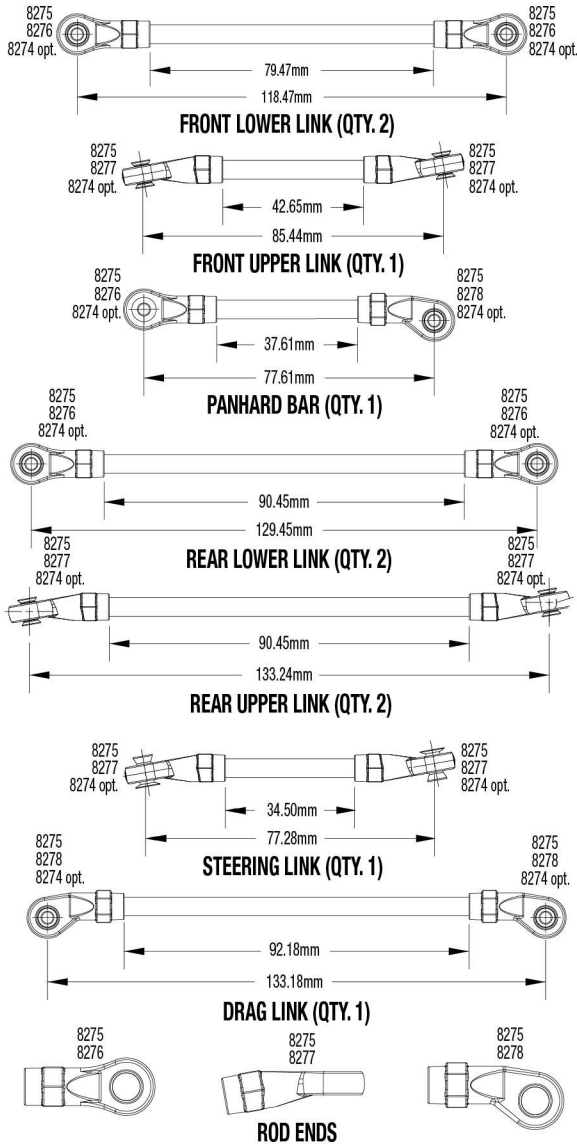 8275
8276
8274 opt.
8275
8276
8274 opt.
79.47mm
118.47mm
FRONT LOWER LINK (QTY. 2)
8275
8277
8274 opt.
8275
8277
8274 opt.
42.65mm
85.44mm
FRONT UPPER LINK (QTY. 1)
8275
8276
8274 opt.
8275
8278
8274 opt.
37.61mm
77.61mm
PANHARD BAR (QTY. 1)
8275
8276
8274 opt.
8275
8276
8274 opt.
90.45mm
129.45mm
REAR LOWER LINK (QTY. 2)
8275
8277
8274 opt.
8275
8277
8274 opt.
90.45mm
133.24mm
REAR UPPER LINK (QTY. 2)
8275
8277
8274 opt.
8275
8277
8274 opt.
34.50mm
77.28mm
STEERING LINK (QTY. 1)
8275
8278
8274 opt.
8275
8278
8274 opt.
92.18mm
133.18mm
DRAG LINK (QTY. 1)
8275
8276
8275
8277
8275
8278
ROD ENDS